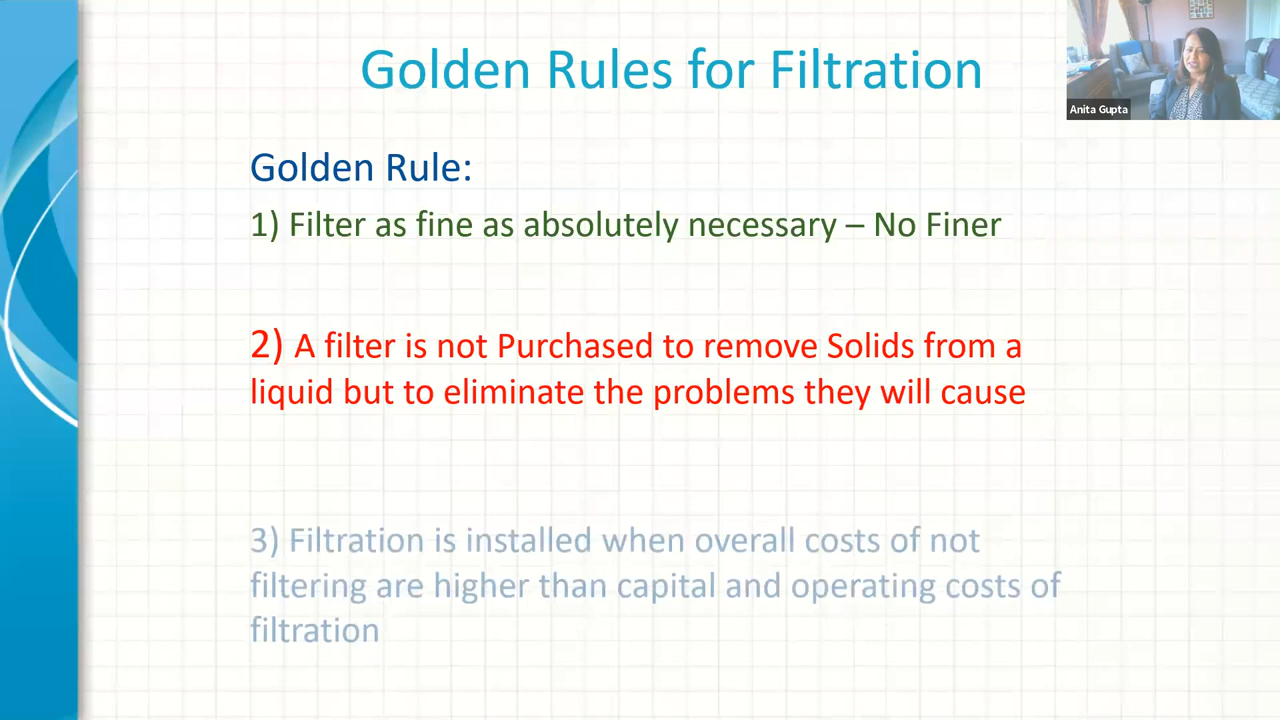 Golden Rules for Filtration
Anita Gupta
Golden Rule:
1) Filter as fine as absolutely necessary – No Finer
2) A filter is not Purchased to remove Solids from a
liquid but to eliminate the problems they will cause
3) Filtration is installed when overall costs of not
filtering are higher than capital and operating costs of
filtration